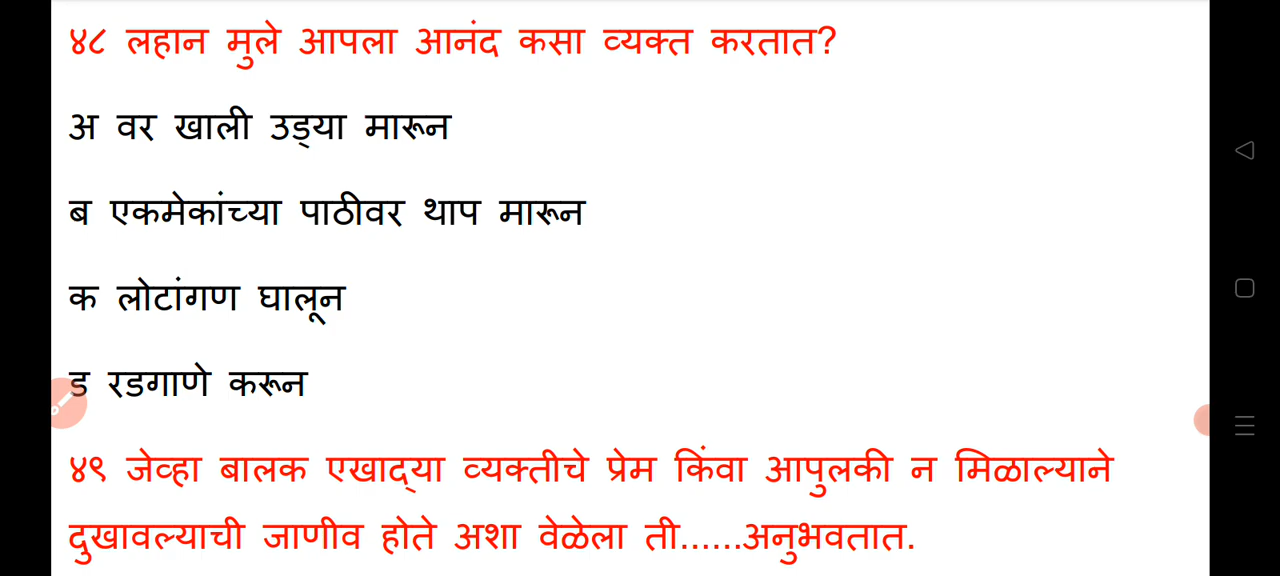 ४८ लहान मुले आपला आनंद कसा व्यक्त करतात?
अ वर खाली उड्या मारून
ब एकमेकांच्या पाठीवर थाप मारून
क लोटांगण घालून
ड रडगाणे करून
४९ जेव्हा बालक एखाद्‌या व्यक्तीचे प्रेम किंवा आपुलकी न मिळाल्याने
दुखावल्याची जाणीव होते अशा वेळेला ती......अनुभवतात.